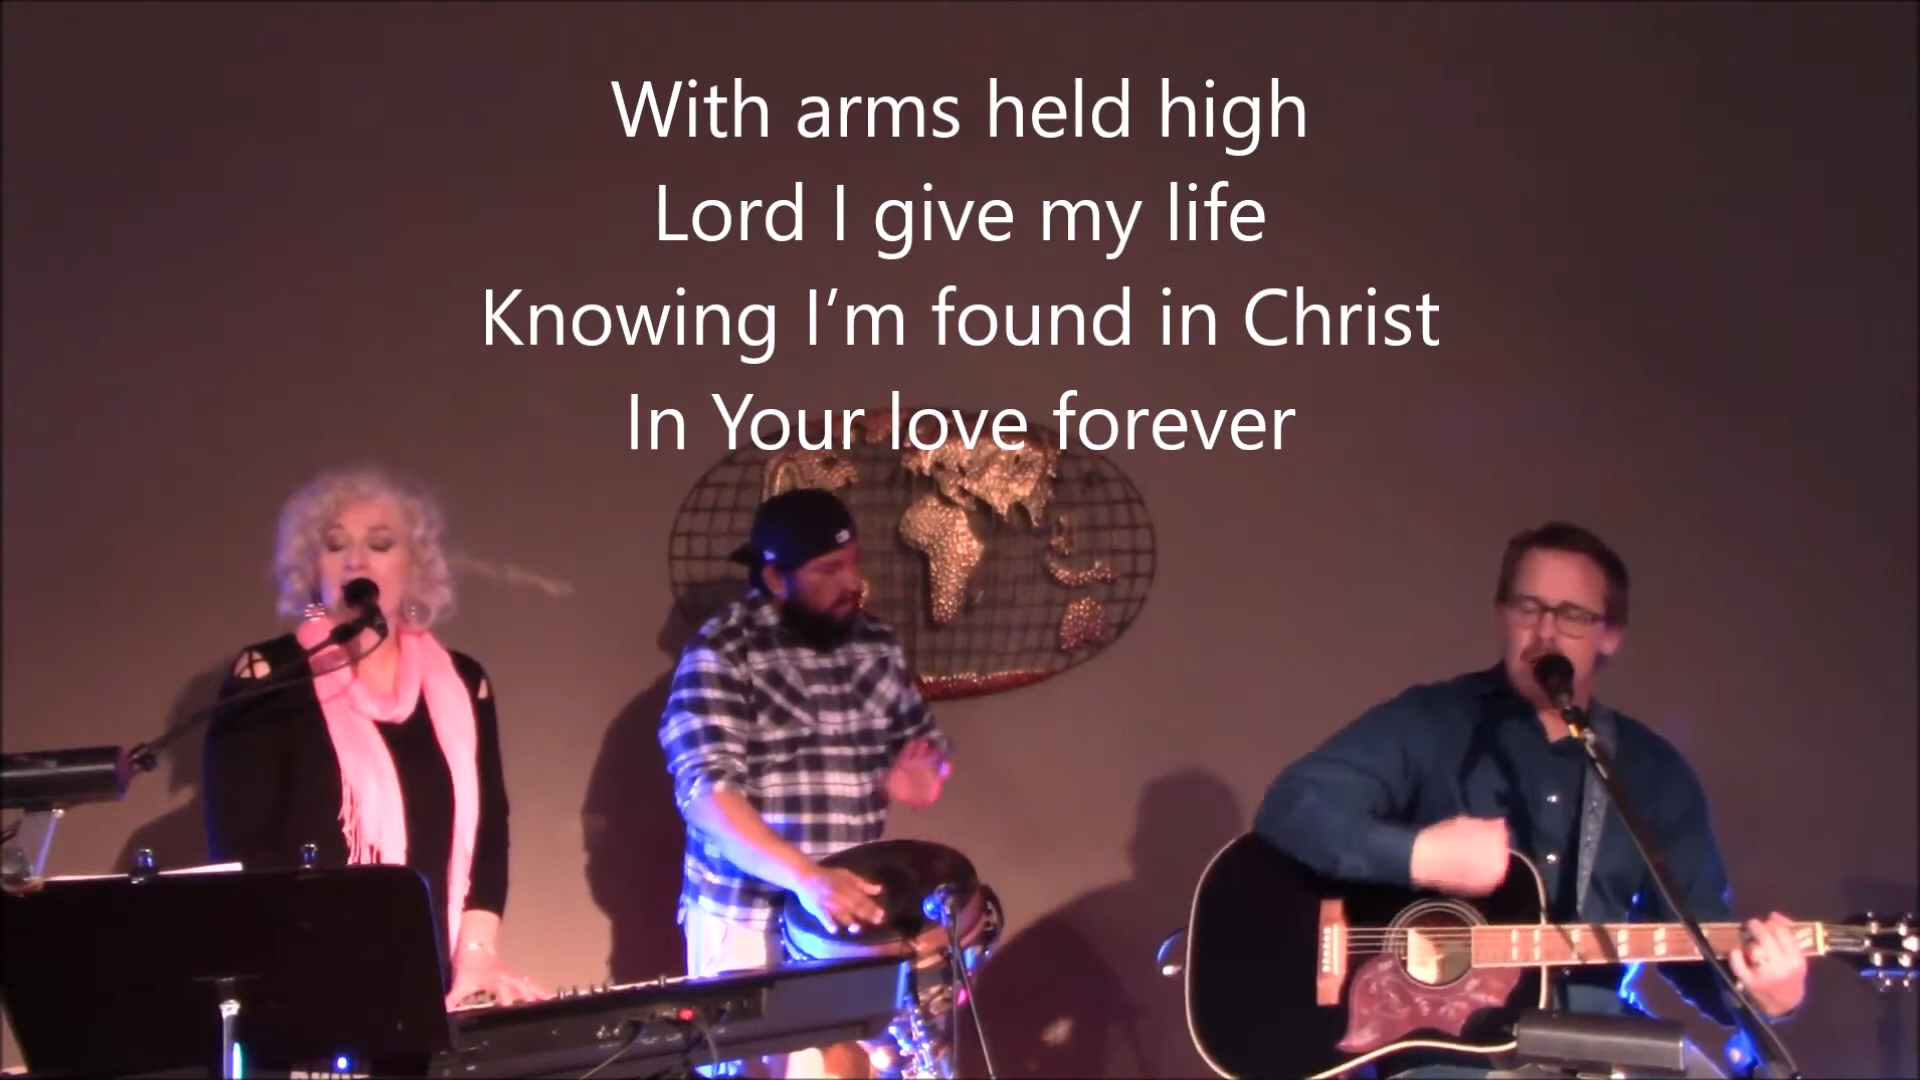 With arms held high
Lord I give my life
Knowing I’m found in Christ
In Your love forever